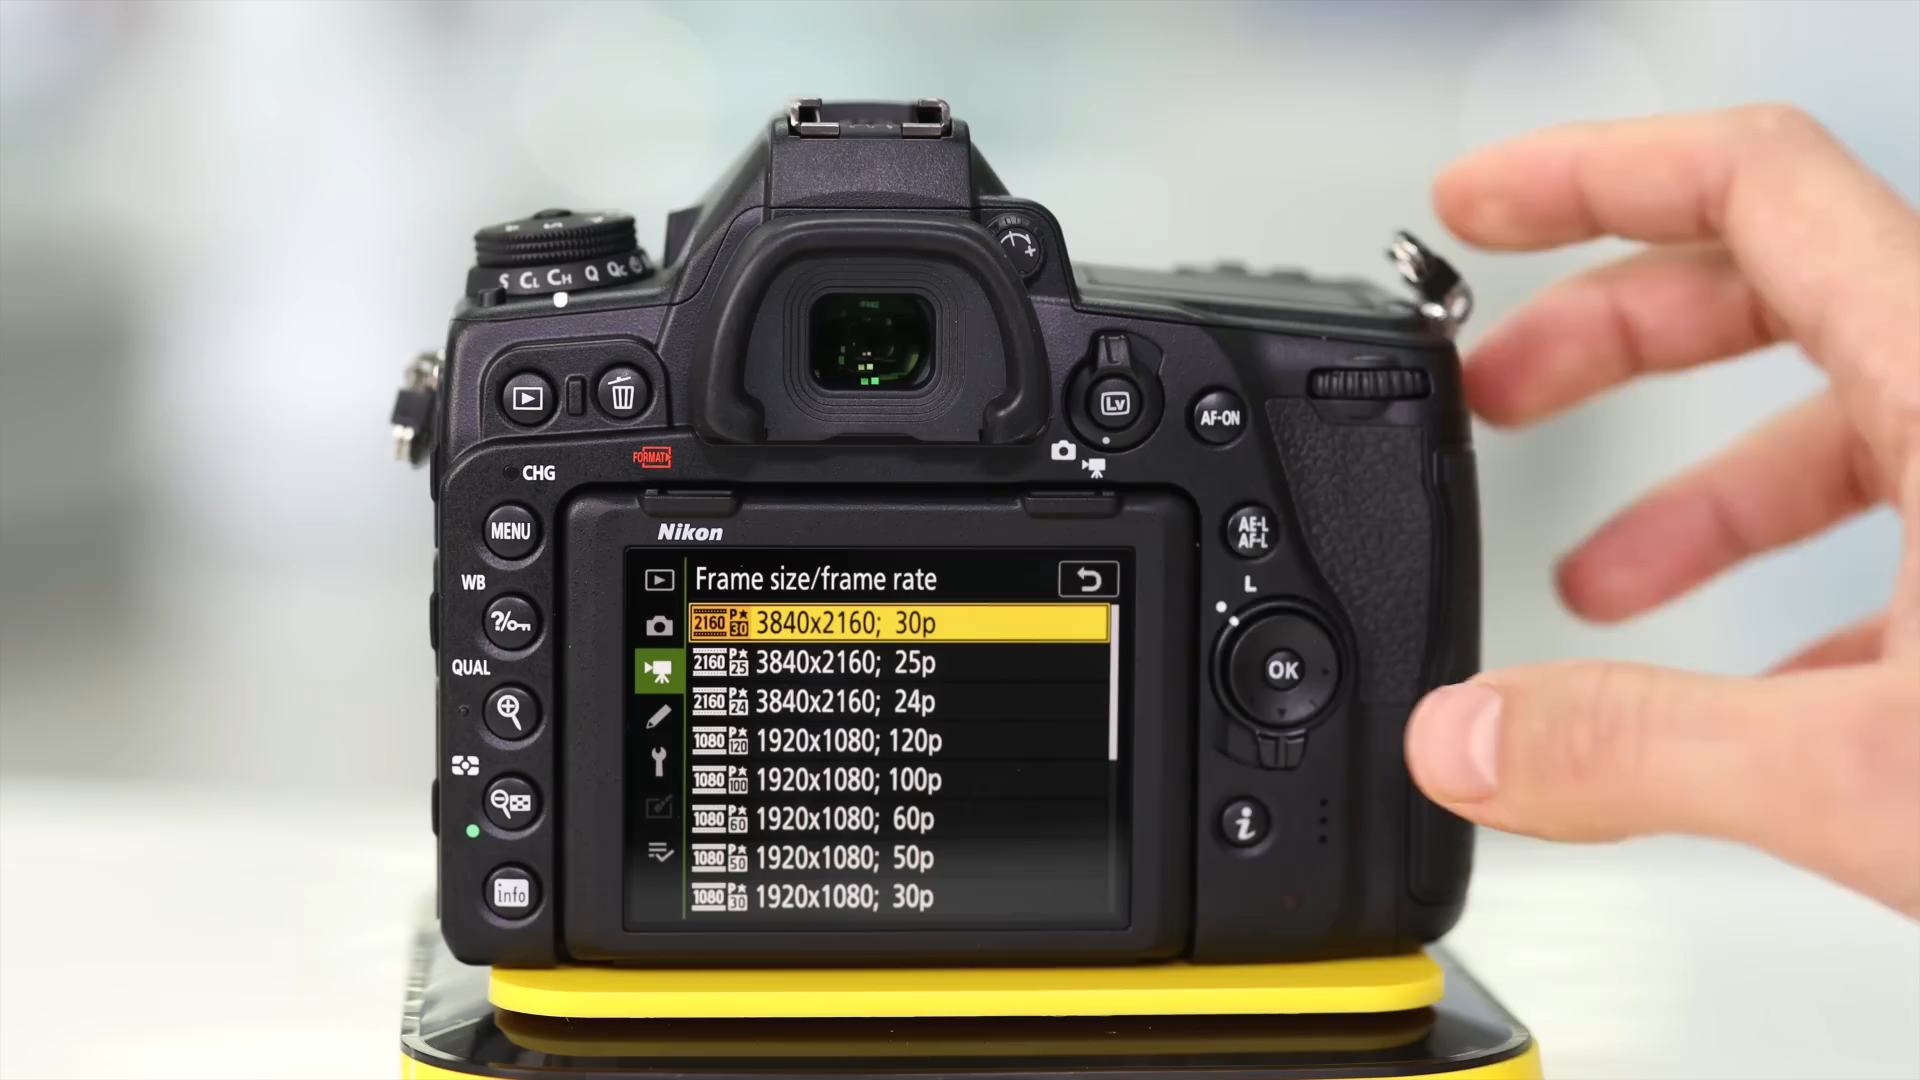 S CL CH Q Qc
Lv
AF-ON
FORMAT
CHG
MENU
Nikon
AE-L
AF-L
WB
L
Frame size/frame rate
2160 P★ 30 3840x2160; 30p
?/
2160 P★ 25 3840x2160; 25p
QUAL
OK
2160 P★ 24 3840x2160; 24p
1080 P★ 120 1920x1080; 120p
1080 P★ 100 1920x1080; 100p
1080 P★ 60 1920x1080; 60p
i
1080 P★ 50 1920x1080; 50p
info
1080 P★ 30 1920x1080; 30p